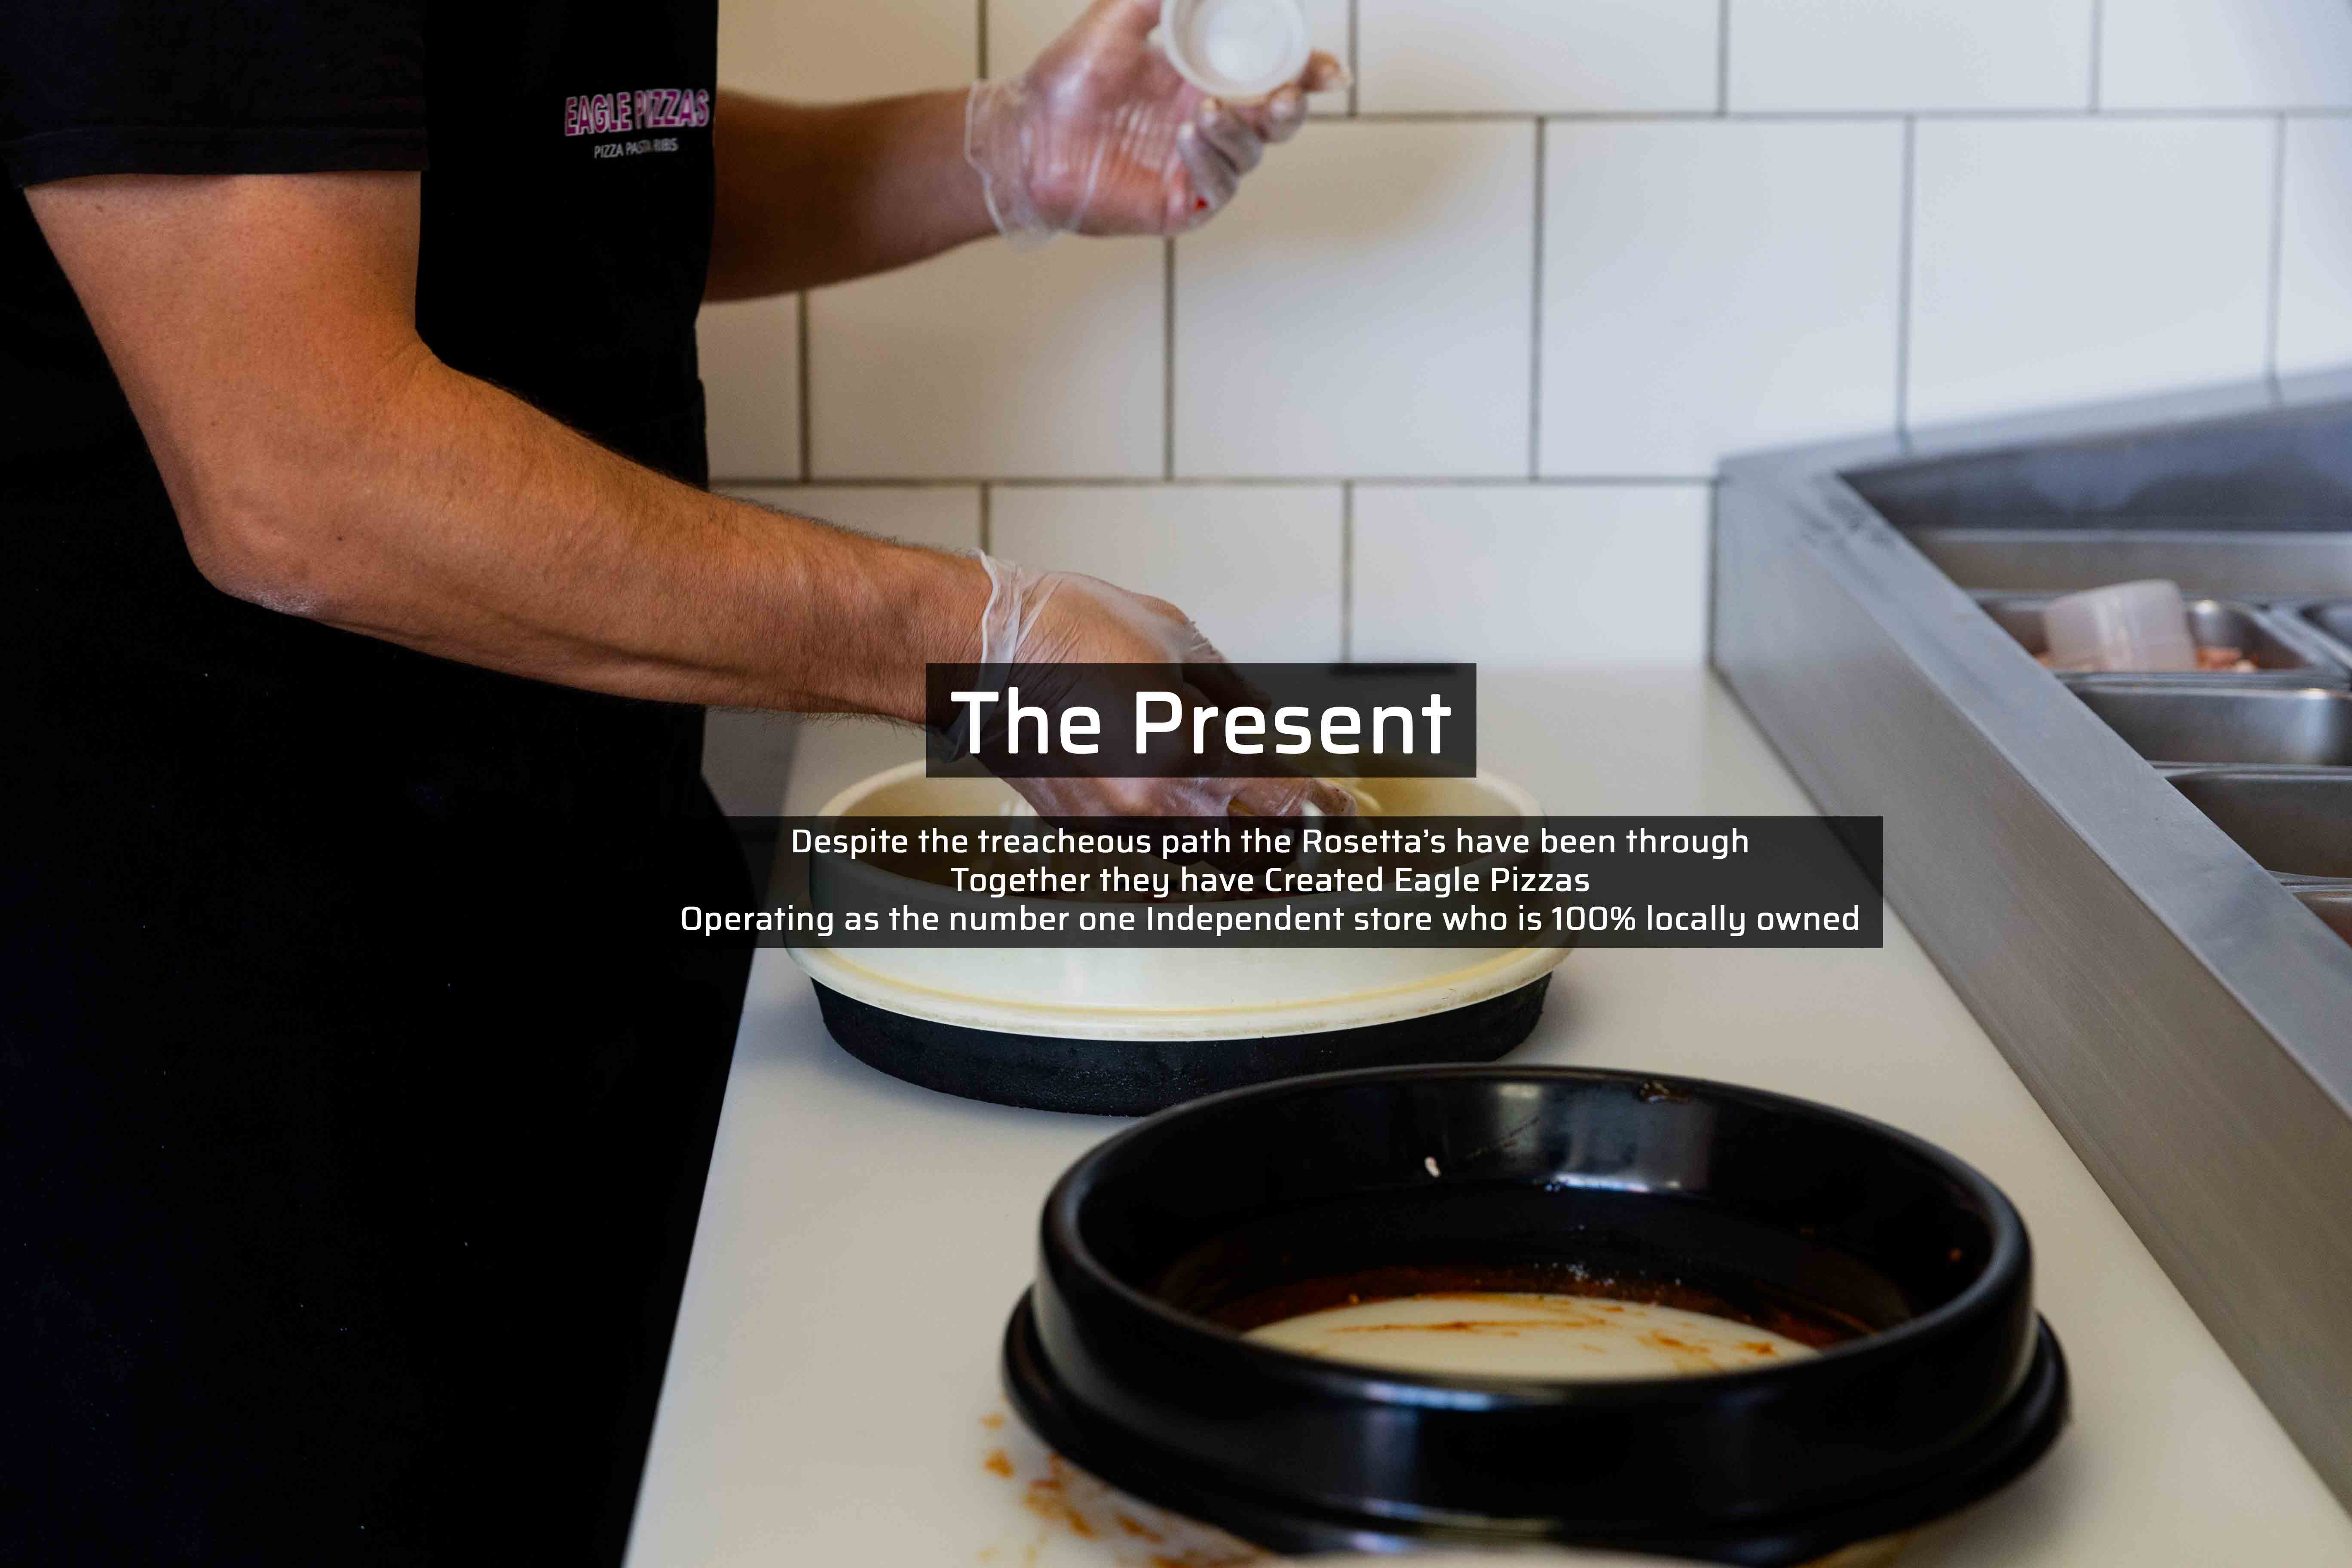 EAGLE PIZZAS
PIZZA PASTA RIBS
The Present
Despite the treacheous path the Rosetta’s have been through
Together they have Created Eagle Pizzas
Operating as the number one Independent store who is 100% locally owned